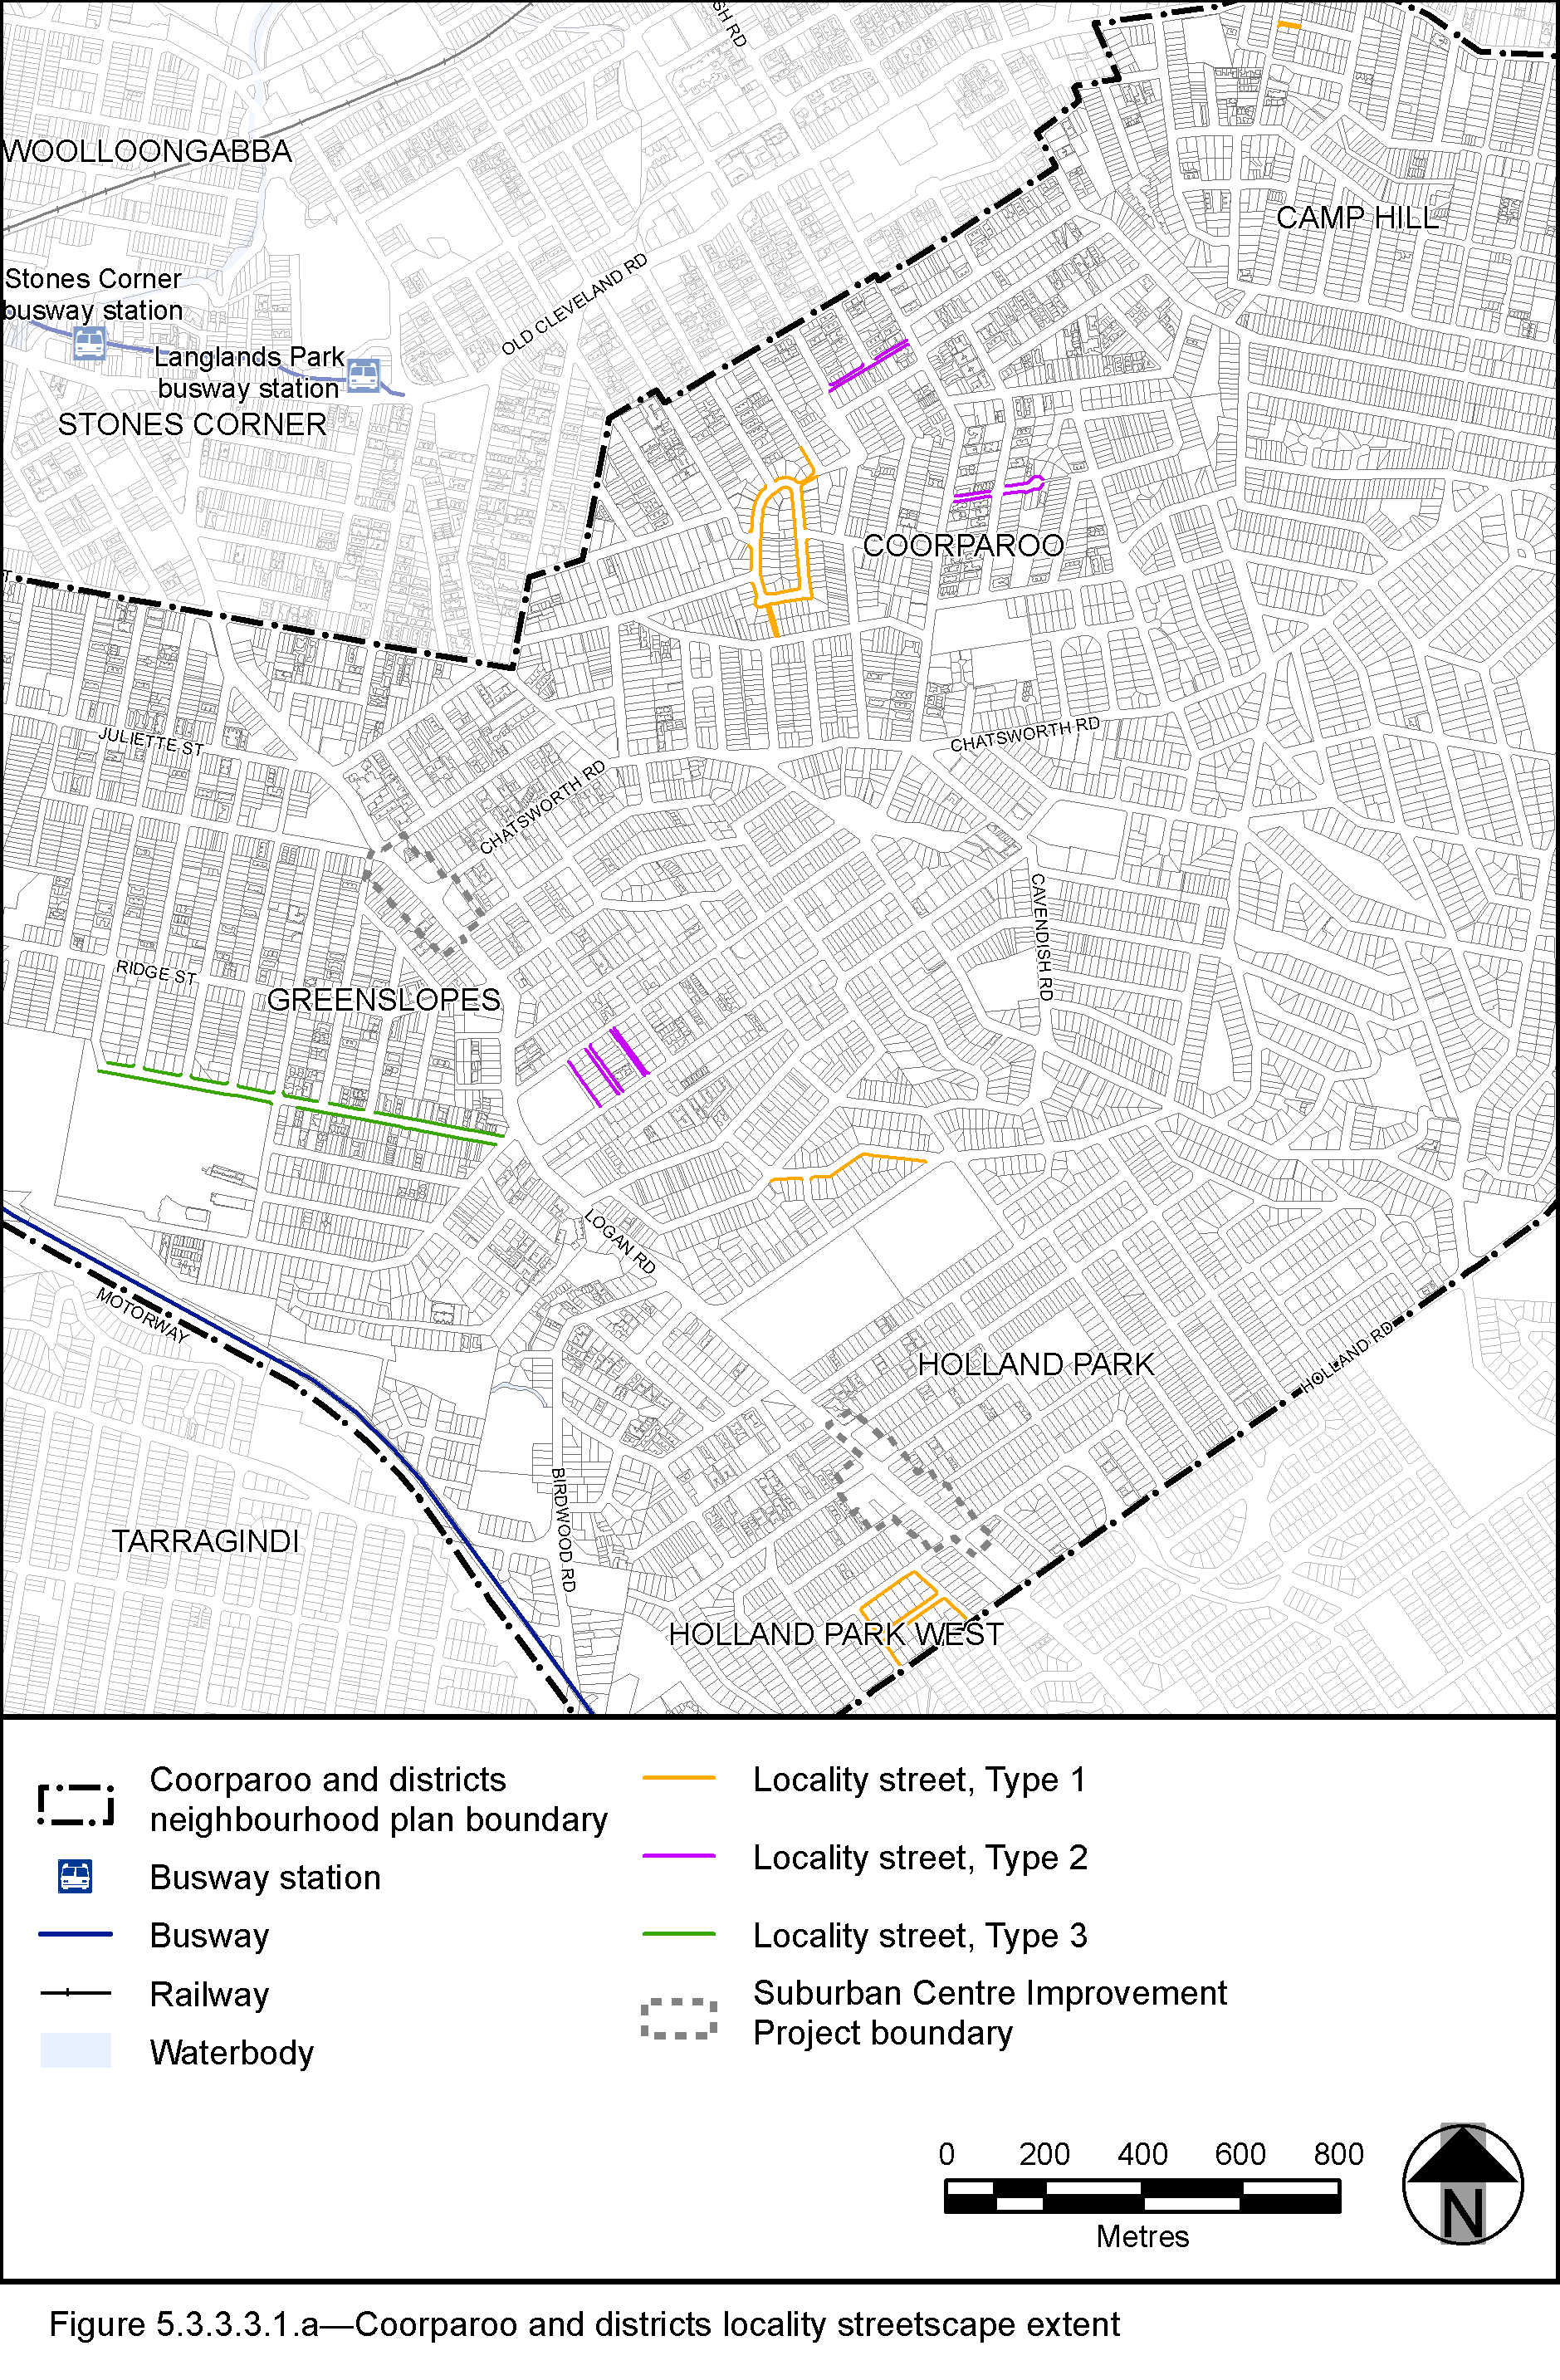 SH RD
WOOLLOONGABBA
CAMP HILL
Stones Corner
busway station
OLD CLEVELAND RD
Langlands Park
busway station
STONES CORNER
COORPAROO
T
JULIETTE ST
CHATSWORTH RD
CHATSWORTH RD
CAVENDISH RD
RIDGE ST
GREENSLOPES
LOGAN RD
MOTORWAY
HOLLAND RD
HOLLAND PARK
BIRDWOOD RD
TARRAGINDI
HOLLAND PARK WEST
Coorparoo and districts
neighbourhood plan boundary
Busway station
Busway
Railway
Waterbody
Locality street, Type 1
Locality street, Type 2
Locality street, Type 3
Suburban Centre Improvement
Project boundary
0 200 400 600 800
Metres
N
Figure 5.3.3.3.1.a—Coorparoo and districts locality streetscape extent